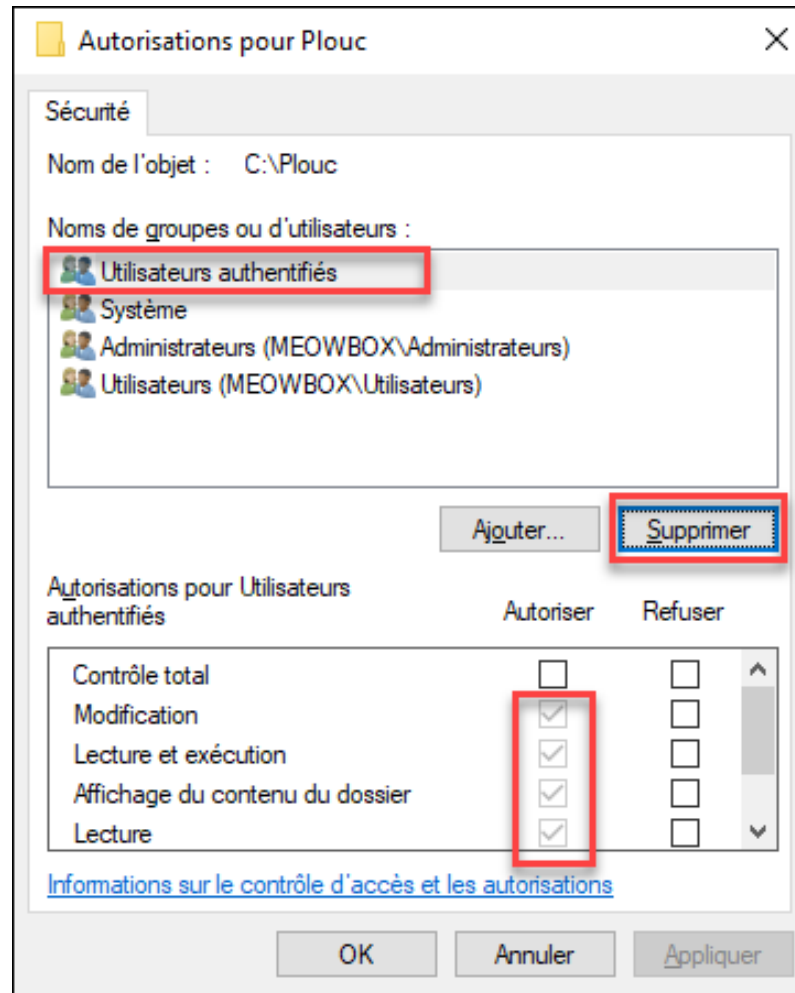 Autorisations pour Plouc
Sécurité
Nom de l'objet : C:\Plouc
Noms de groupes ou d'utilisateurs :
Utilisateurs authentifiés
Système
Administrateurs (MEOWBOX\Administrateurs)
Utilisateurs (MEOWBOX\Utilisateurs)
Ajouter... Supprimer
Autorisations pour Utilisateurs
authentifiés Autoriser Refuser
Contrôle total
Modification
Lecture et exécution
Affichage du contenu du dossier
Lecture
Informations sur le contrôle d'accès et les autorisations
OK Annuler Appliquer